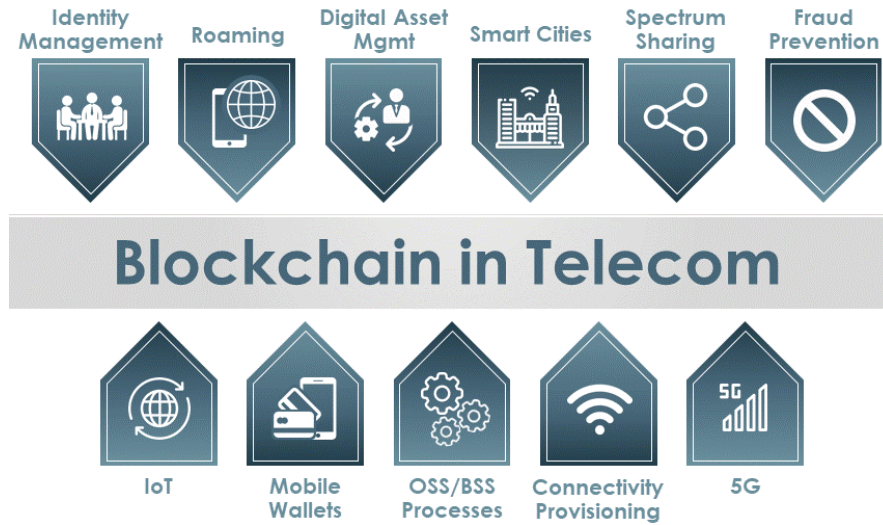 Identity
Management
Roaming
Digital Asset
Mgmt
Smart Cities
Spectrum
Sharing
Fraud
Prevention
Blockchain in Telecom
5G
IoT
Mobile
Wallets
OSS/BSS
Processes
Connectivity
Provisioning
5G